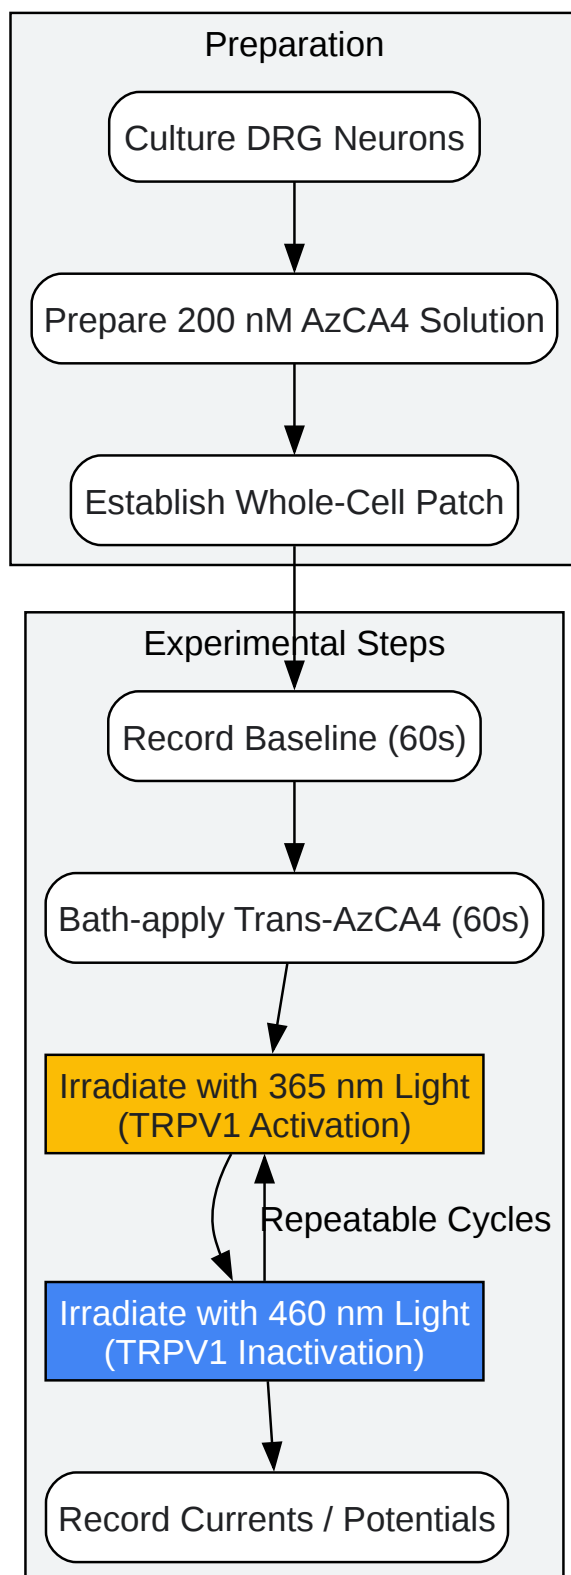 Preparation
Culture DRG Neurons
Prepare 200 nM AzCA4 Solution
Establish Whole-Cell Patch
Experimental Steps
Record Baseline (60s)
Bath-apply Trans-AzCA4 (60s)
Irradiate with 365 nm Light
(TRPV1 Activation)
Repeatable Cycles
Irradiate with 460 nm Light
(TRPV1 Inactivation)
Record Currents / Potentials